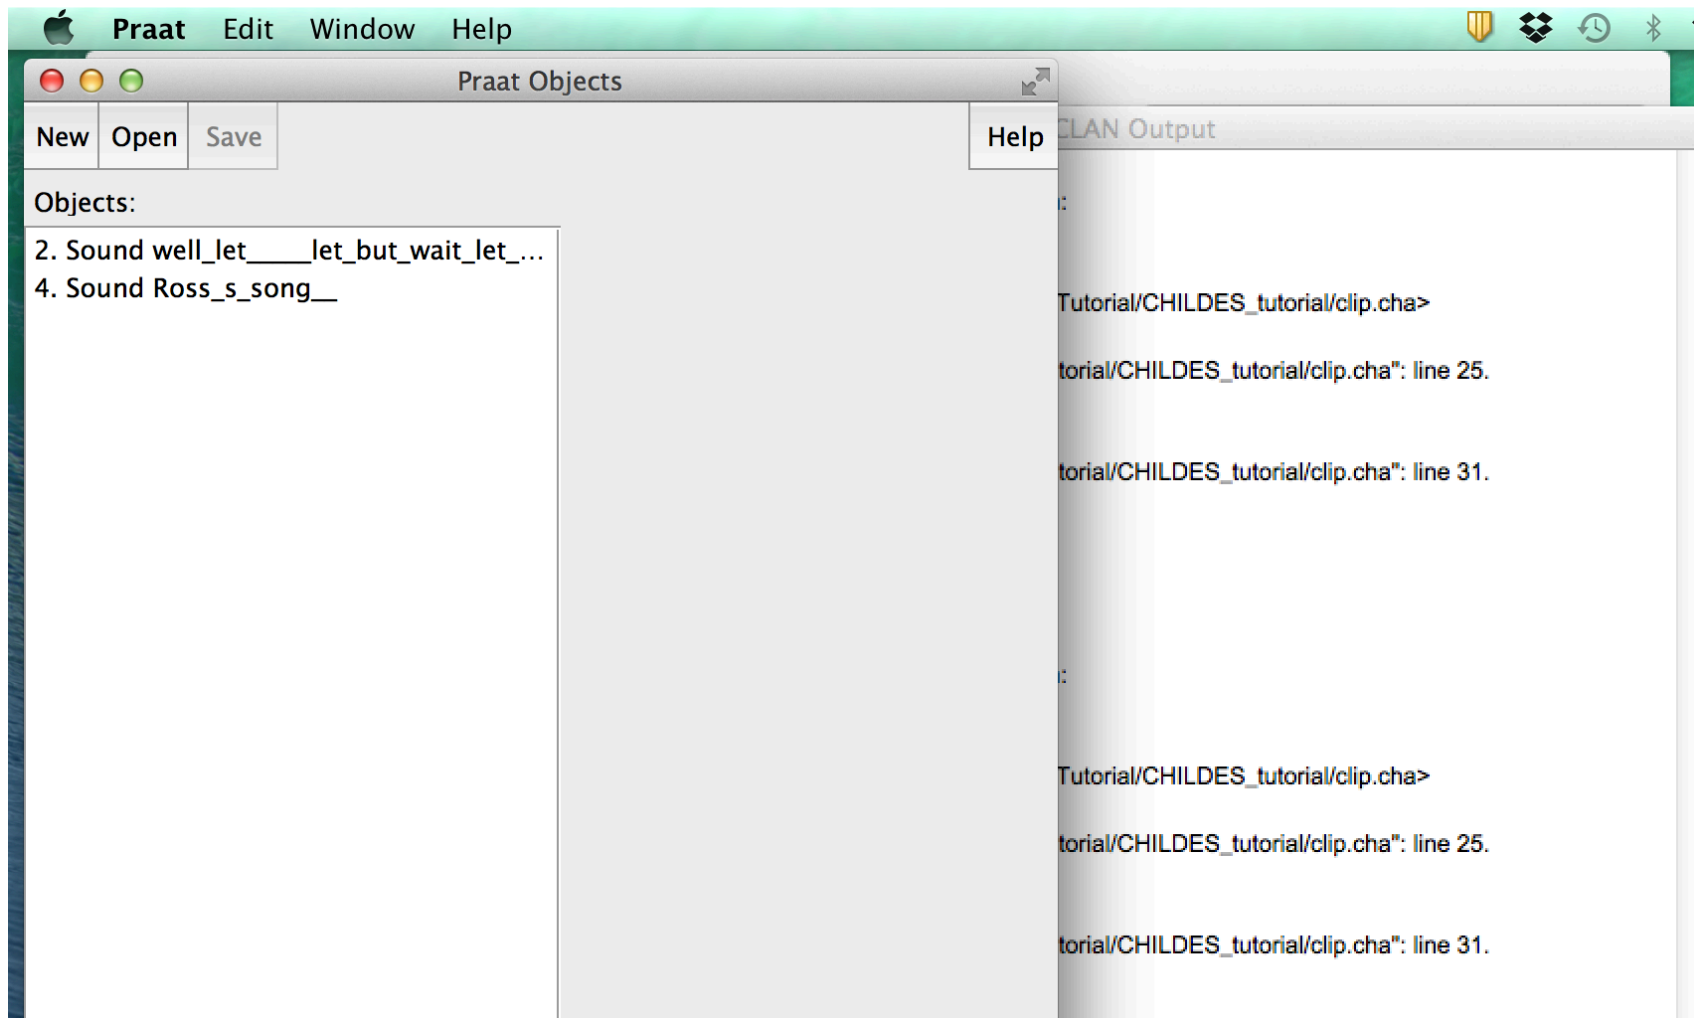 Praat Edit Window Help
Praat Objects
New Open Save Help
Objects:
2. Sound well_let_____let_but_wait_let_...
4. Sound Ross_s_song__
CLAN Output
:
Tutorial/CHILDES_tutorial/clip.cha>
torial/CHILDES_tutorial/clip.cha": line 25.
torial/CHILDES_tutorial/clip.cha": line 31.
:
Tutorial/CHILDES_tutorial/clip.cha>
torial/CHILDES_tutorial/clip.cha": line 25.
torial/CHILDES_tutorial/clip.cha": line 31.